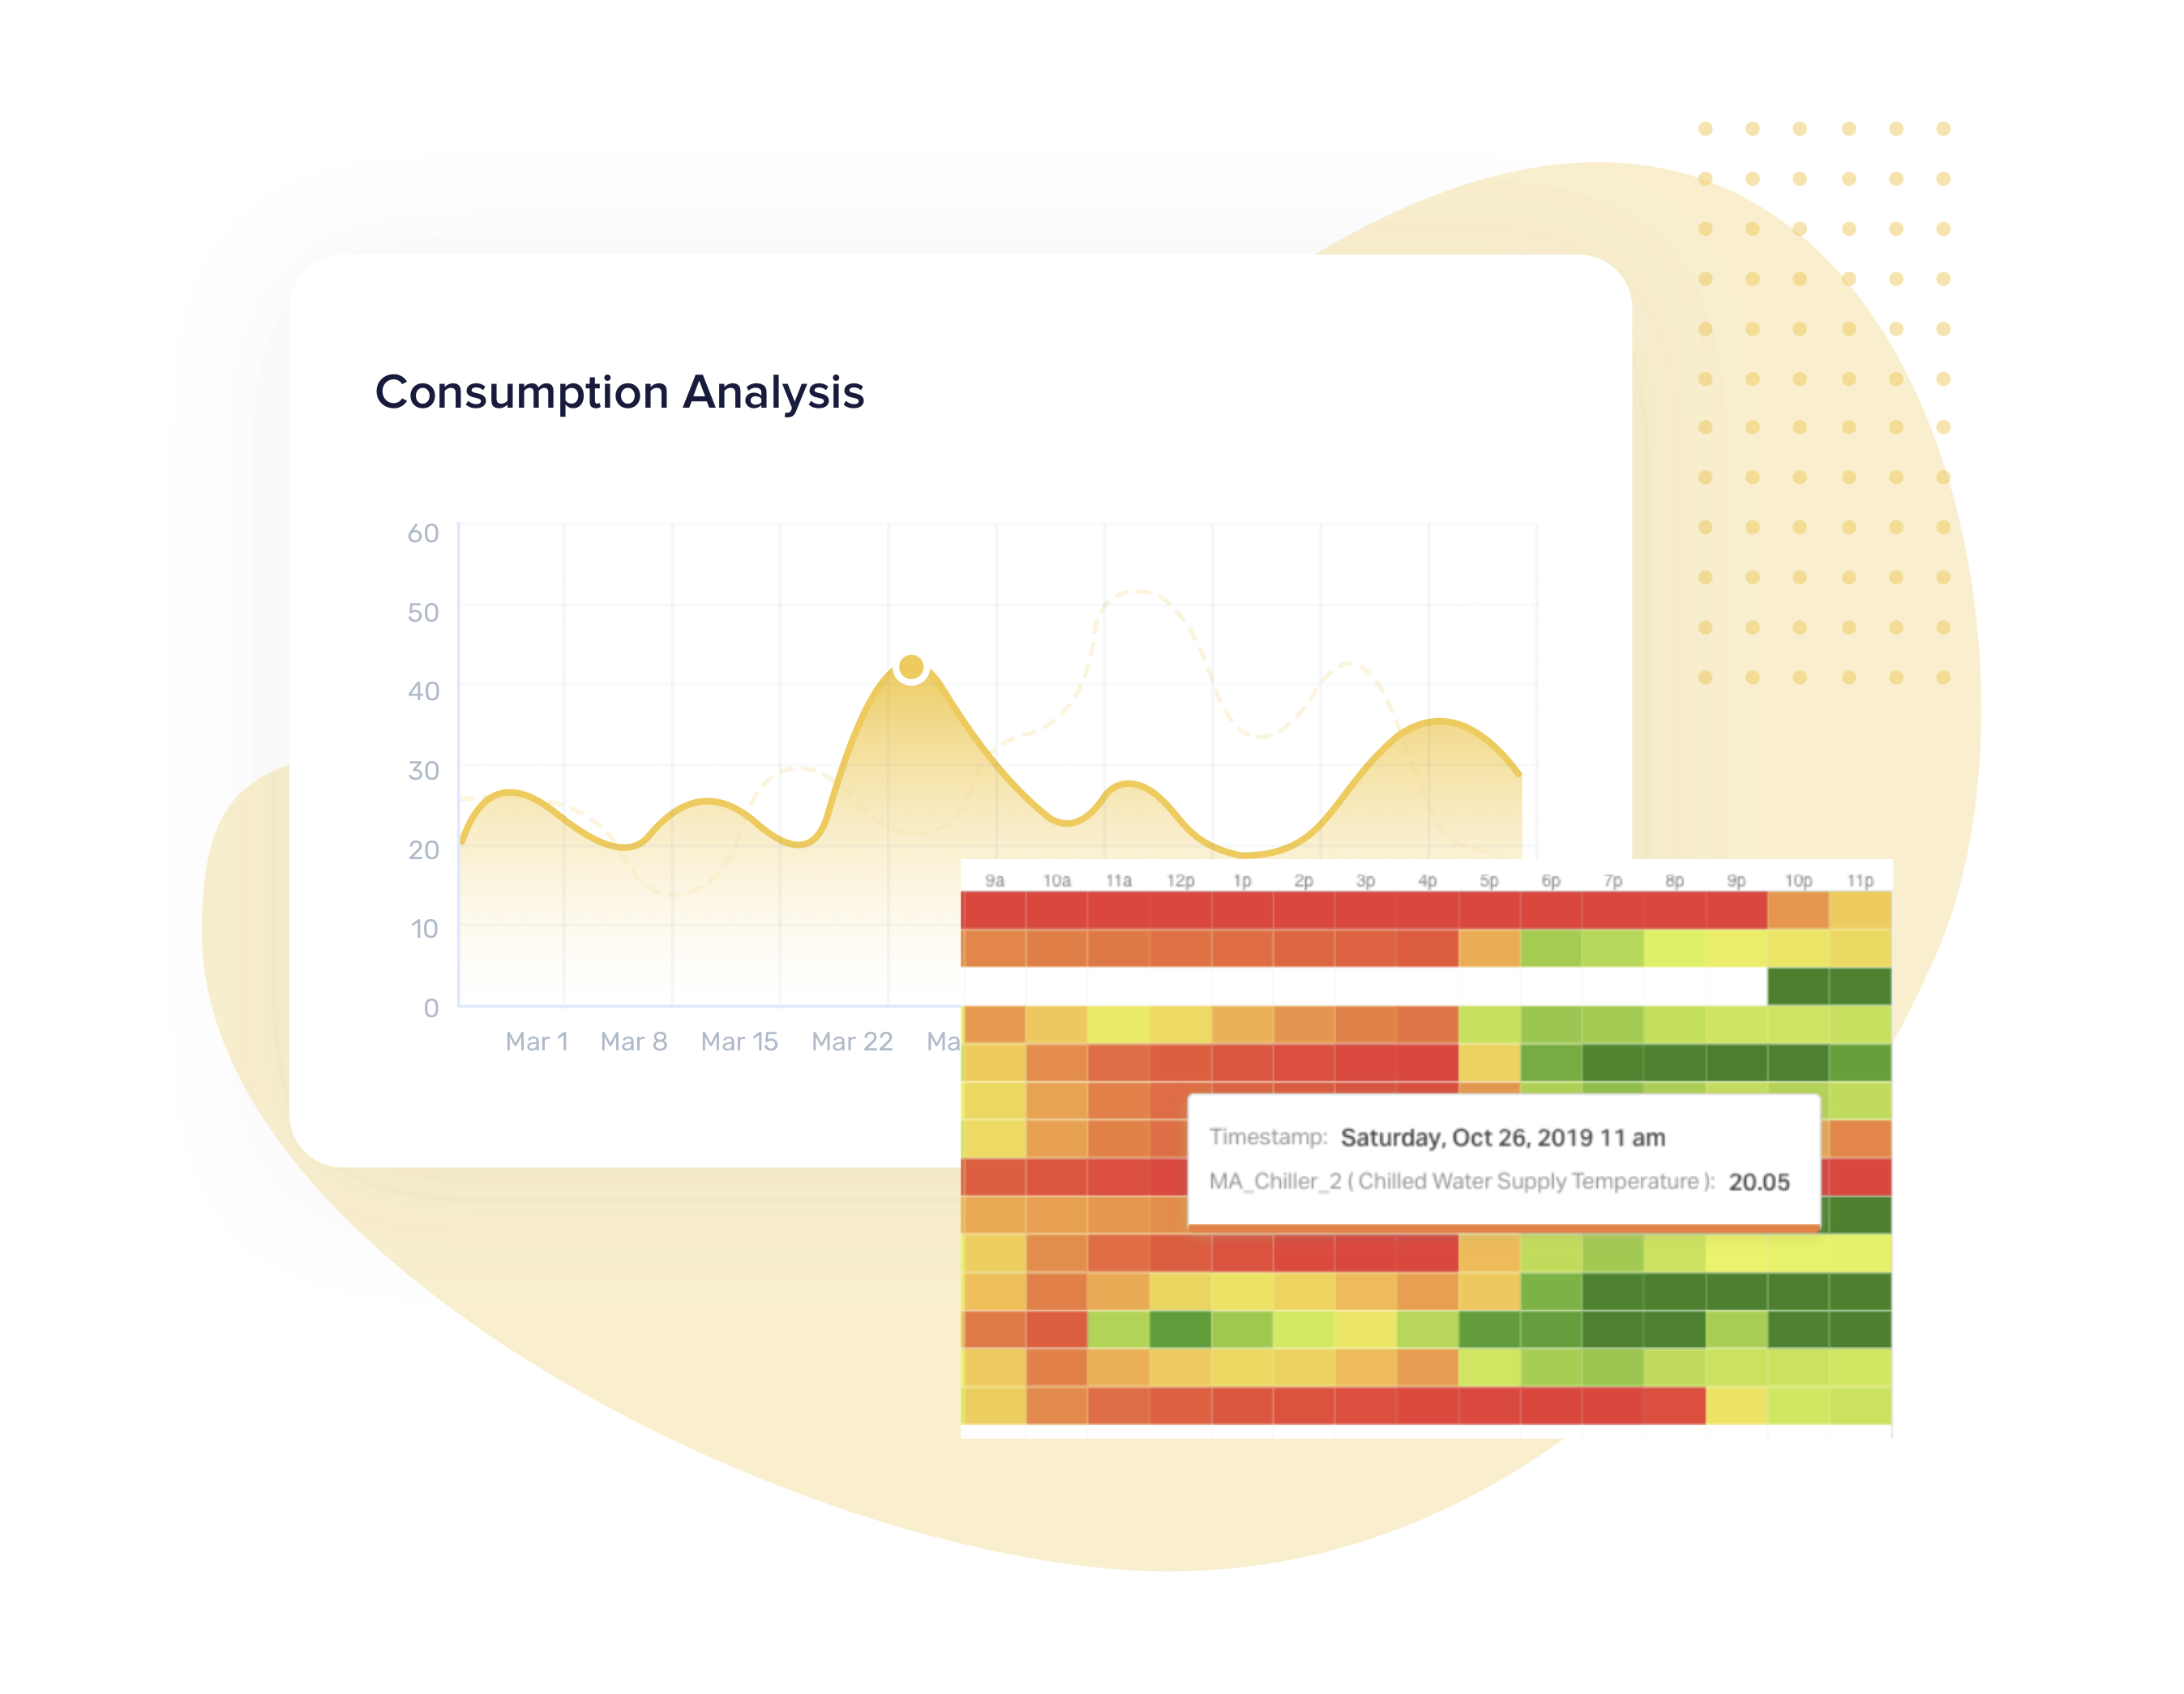 Consumption Analysis
60
50
40
30
20
10
0
Mar 1 Mar 8 Mar 15 Mar 22 Ma
9a 10a 11a 12p 1p 2p 3p 4p 5p 6p 7p 8p 9p 10p 11p
Timestamp: Saturday, Oct 26, 2019 11 am
MA_Chiller_2 ( Chilled Water Supply Temperature ): 20.05